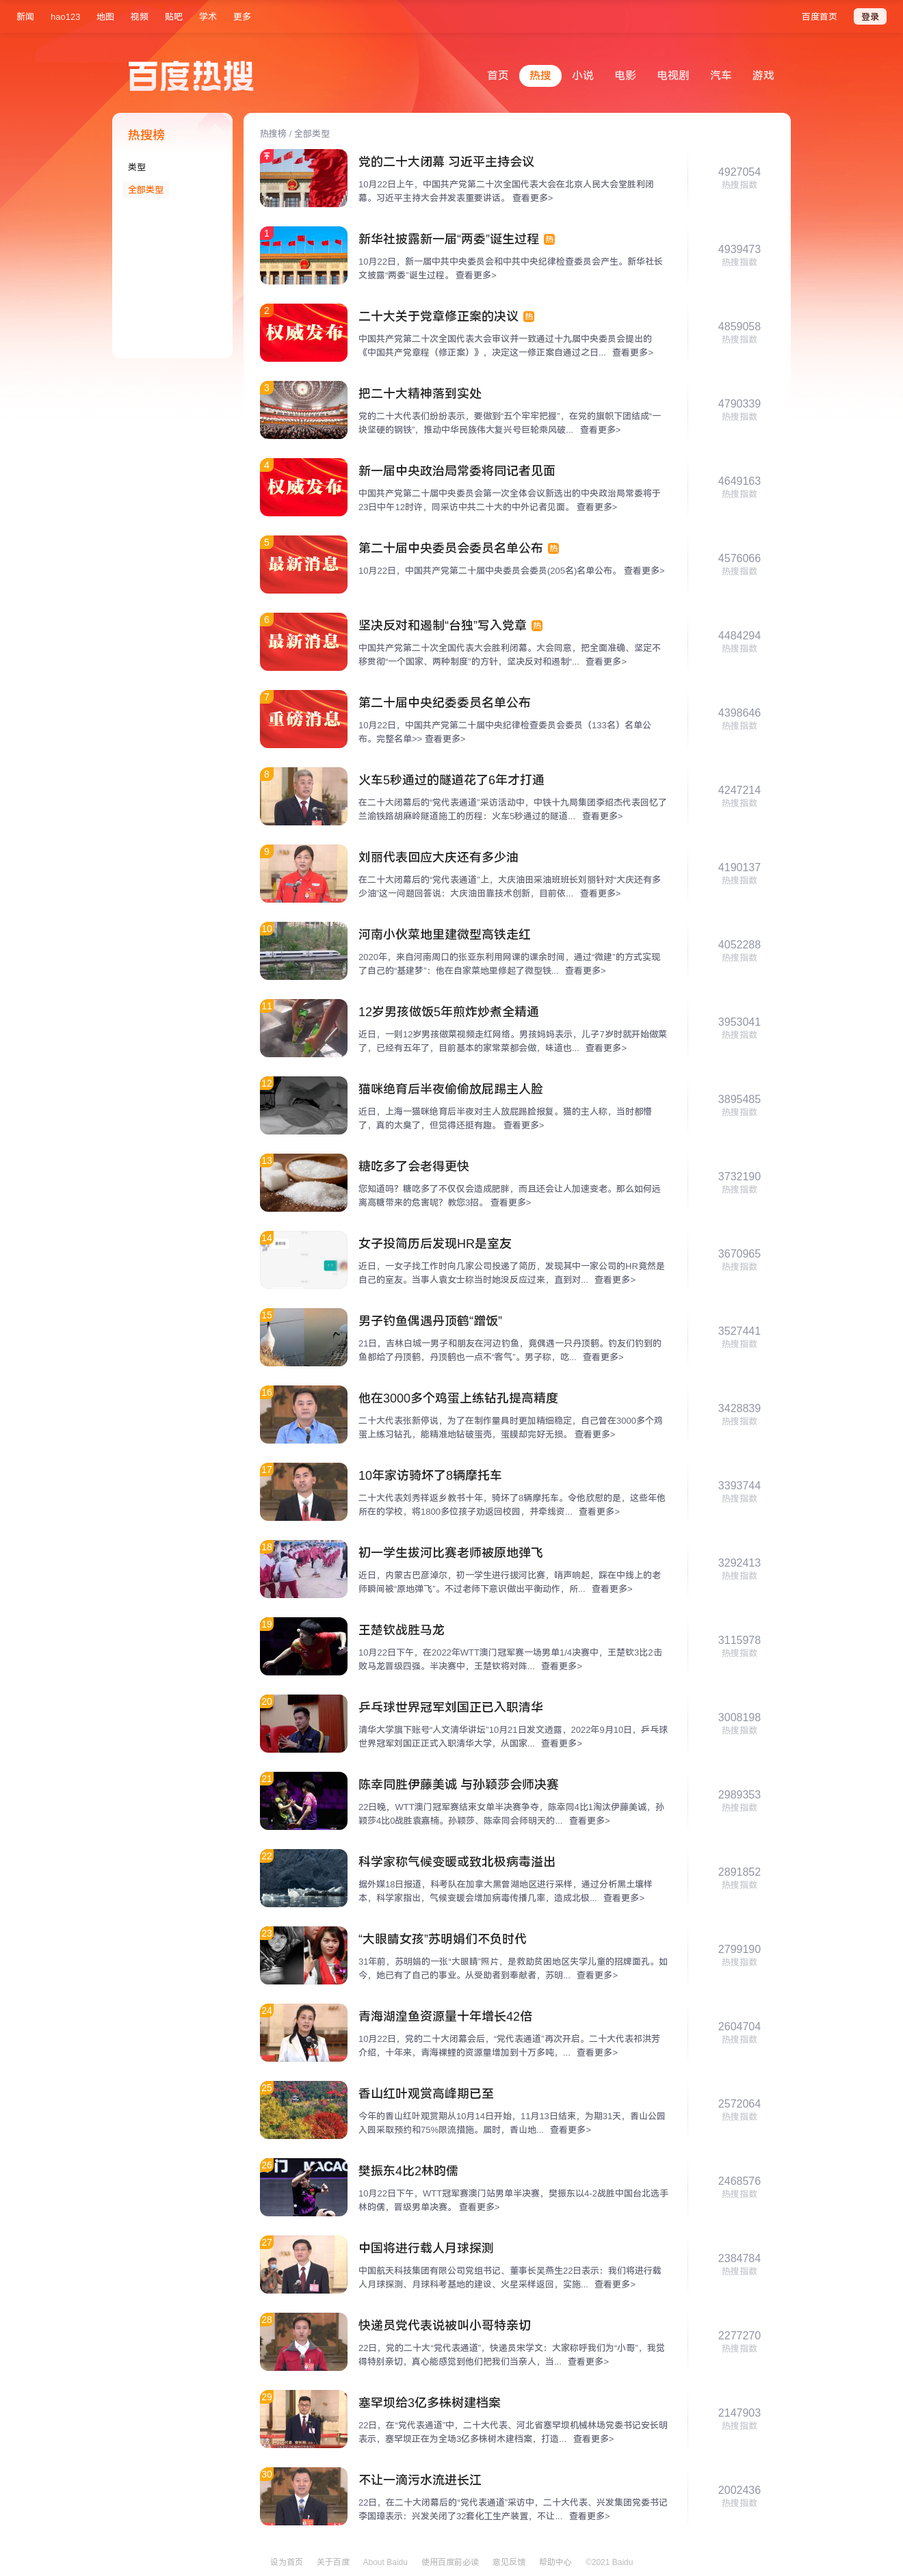 新闻 hao123 地图 视频 贴吧 学术 更多 百度首页 登录
百度热搜
首页 热搜 小说 电影 电视剧 汽车 游戏
热搜榜
类型
全部类型
热搜榜 / 全部类型
党的二十大闭幕 习近平主持会议
10月22日上午，中国共产党第二十次全国代表大会在北京人民大会堂胜利闭
幕。习近平主持大会并发表重要讲话。 查看更多>
4927054
热搜指数
1
新华社披露新一届“两委”诞生过程 热
10月22日，新一届中共中央委员会和中共中央纪律检查委员会产生。新华社长
文披露“两委”诞生过程。 查看更多>
4939473
热搜指数
2
权威发布
二十大关于党章修正案的决议 热
中国共产党第二十次全国代表大会审议并一致通过十九届中央委员会提出的
《中国共产党章程（修正案）》，决定这一修正案自通过之日... 查看更多>
4859058
热搜指数
3
把二十大精神落到实处
党的二十大代表们纷纷表示，要做到“五个牢牢把握”，在党的旗帜下团结成“一
块坚硬的钢铁”，推动中华民族伟大复兴号巨轮乘风破... 查看更多>
4790339
热搜指数
4
权威发布
新一届中央政治局常委将同记者见面
中国共产党第二十届中央委员会第一次全体会议新选出的中央政治局常委将于
23日中午12时许，同采访中共二十大的中外记者见面。 查看更多>
4649163
热搜指数
5
最新消息
第二十届中央委员会委员名单公布 热
10月22日，中国共产党第二十届中央委员会委员(205名)名单公布。 查看更多>
4576066
热搜指数
6
最新消息
坚决反对和遏制“台独”写入党章 热
中国共产党第二十次全国代表大会胜利闭幕。大会同意，把全面准确、坚定不
移贯彻“一个国家、两种制度”的方针，坚决反对和遏制“... 查看更多>
4484294
热搜指数
7
重磅消息
第二十届中央纪委委员名单公布
10月22日，中国共产党第二十届中央纪律检查委员会委员（133名）名单公
布。完整名单>> 查看更多>
4398646
热搜指数
8
火车5秒通过的隧道花了6年才打通
在二十大闭幕后的“党代表通道”采访活动中，中铁十九局集团李绍杰代表回忆了
兰渝铁路胡麻岭隧道施工的历程：火车5秒通过的隧道... 查看更多>
4247214
热搜指数
9
刘丽代表回应大庆还有多少油
在二十大闭幕后的“党代表通道”上，大庆油田采油班班长刘丽针对“大庆还有多
少油”这一问题回答说：大庆油田靠技术创新，目前依... 查看更多>
4190137
热搜指数
10
河南小伙菜地里建微型高铁走红
2020年，来自河南周口的张亚东利用网课的课余时间，通过“微建”的方式实现
了自己的“基建梦”：他在自家菜地里修起了微型铁... 查看更多>
4052288
热搜指数
11
12岁男孩做饭5年煎炸炒煮全精通
近日，一则12岁男孩做菜视频走红网络。男孩妈妈表示，儿子7岁时就开始做菜
了，已经有五年了，目前基本的家常菜都会做，味道也... 查看更多>
3953041
热搜指数
12
猫咪绝育后半夜偷偷放屁踢主人脸
近日，上海一猫咪绝育后半夜对主人放屁踢脸报复。猫的主人称，当时都懵
了，真的太臭了，但觉得还挺有趣。 查看更多>
3895485
热搜指数
13
糖吃多了会老得更快
您知道吗？糖吃多了不仅仅会造成肥胖，而且还会让人加速变老。那么如何远
离高糖带来的危害呢？教您3招。 查看更多>
3732190
热搜指数
14
女子投简历后发现HR是室友
近日，一女子找工作时向几家公司投递了简历，发现其中一家公司的HR竟然是
自己的室友。当事人袁女士称当时她没反应过来，直到对... 查看更多>
3670965
热搜指数
15
男子钓鱼偶遇丹顶鹤“蹭饭”
21日，吉林白城一男子和朋友在河边钓鱼，竟偶遇一只丹顶鹤。钓友们钓到的
鱼都给了丹顶鹤，丹顶鹤也一点不“客气”。男子称，吃... 查看更多>
3527441
热搜指数
16
他在3000多个鸡蛋上练钻孔提高精度
二十大代表张新停说，为了在制作量具时更加精细稳定，自己曾在3000多个鸡
蛋上练习钻孔，能精准地钻破蛋壳，蛋膜却完好无损。 查看更多>
3428839
热搜指数
17
10年家访骑坏了8辆摩托车
二十大代表刘秀祥返乡教书十年，骑坏了8辆摩托车。令他欣慰的是，这些年他
所在的学校，将1800多位孩子劝返回校园，并牵线资... 查看更多>
3393744
热搜指数
18
初一学生拔河比赛老师被原地弹飞
近日，内蒙古巴彦淖尔，初一学生进行拔河比赛，哨声响起，踩在中线上的老
师瞬间被“原地弹飞”。不过老师下意识做出平衡动作，所... 查看更多>
3292413
热搜指数
19
王楚钦战胜马龙
10月22日下午，在2022年WTT澳门冠军赛一场男单1/4决赛中，王楚钦3比2击
败马龙晋级四强。半决赛中，王楚钦将对阵... 查看更多>
3115978
热搜指数
20
乒乓球世界冠军刘国正已入职清华
清华大学旗下账号“人文清华讲坛”10月21日发文透露，2022年9月10日，乒乓球
世界冠军刘国正正式入职清华大学，从国家... 查看更多>
3008198
热搜指数
21
陈幸同胜伊藤美诚 与孙颖莎会师决赛
22日晚，WTT澳门冠军赛结束女单半决赛争夺，陈幸同4比1淘汰伊藤美诚，孙
颖莎4比0战胜袁嘉楠。孙颖莎、陈幸同会师明天的... 查看更多>
2989353
热搜指数
22
科学家称气候变暖或致北极病毒溢出
据外媒18日报道，科考队在加拿大黑曾湖地区进行采样，通过分析黑土壤样
本，科学家指出，气候变暖会增加病毒传播几率，造成北极... 查看更多>
2891852
热搜指数
23
“大眼睛女孩”苏明娟们不负时代
31年前，苏明娟的一张“大眼睛”照片，是救助贫困地区失学儿童的招牌面孔。如
今，她已有了自己的事业。从受助者到奉献者，苏明... 查看更多>
2799190
热搜指数
24
青海湖湟鱼资源量十年增长42倍
10月22日，党的二十大闭幕会后，“党代表通道”再次开启。二十大代表祁洪芳
介绍，十年来，青海裸鲤的资源量增加到十万多吨，... 查看更多>
2604704
热搜指数
25
香山红叶观赏高峰期已至
今年的香山红叶观赏期从10月14日开始，11月13日结束，为期31天，香山公园
入园采取预约和75%限流措施。届时，香山地... 查看更多>
2572064
热搜指数
26
门 MACAO
樊振东4比2林昀儒
10月22日下午，WTT冠军赛澳门站男单半决赛，樊振东以4-2战胜中国台北选手
林昀儒，晋级男单决赛。 查看更多>
2468576
热搜指数
27
中国将进行载人月球探测
中国航天科技集团有限公司党组书记、董事长吴燕生22日表示：我们将进行载
人月球探测、月球科考基地的建设、火星采样返回，实施... 查看更多>
2384784
热搜指数
28
快递员党代表说被叫小哥特亲切
22日，党的二十大“党代表通道”，快递员宋学文：大家称呼我们为“小哥”，我觉
得特别亲切，真心能感觉到他们把我们当亲人，当... 查看更多>
2277270
热搜指数
29
塞罕坝给3亿多株树建档案
22日，在“党代表通道”中，二十大代表、河北省塞罕坝机械林场党委书记安长明
表示，塞罕坝正在为全场3亿多株树木建档案，打造... 查看更多>
2147903
热搜指数
30
不让一滴污水流进长江
22日，在二十大闭幕后的“党代表通道”采访中，二十大代表、兴发集团党委书记
李国璋表示：兴发关闭了32套化工生产装置，不让... 查看更多>
2002436
热搜指数
设为首页 关于百度 About Baidu 使用百度前必读 意见反馈 帮助中心 ©2021 Baidu